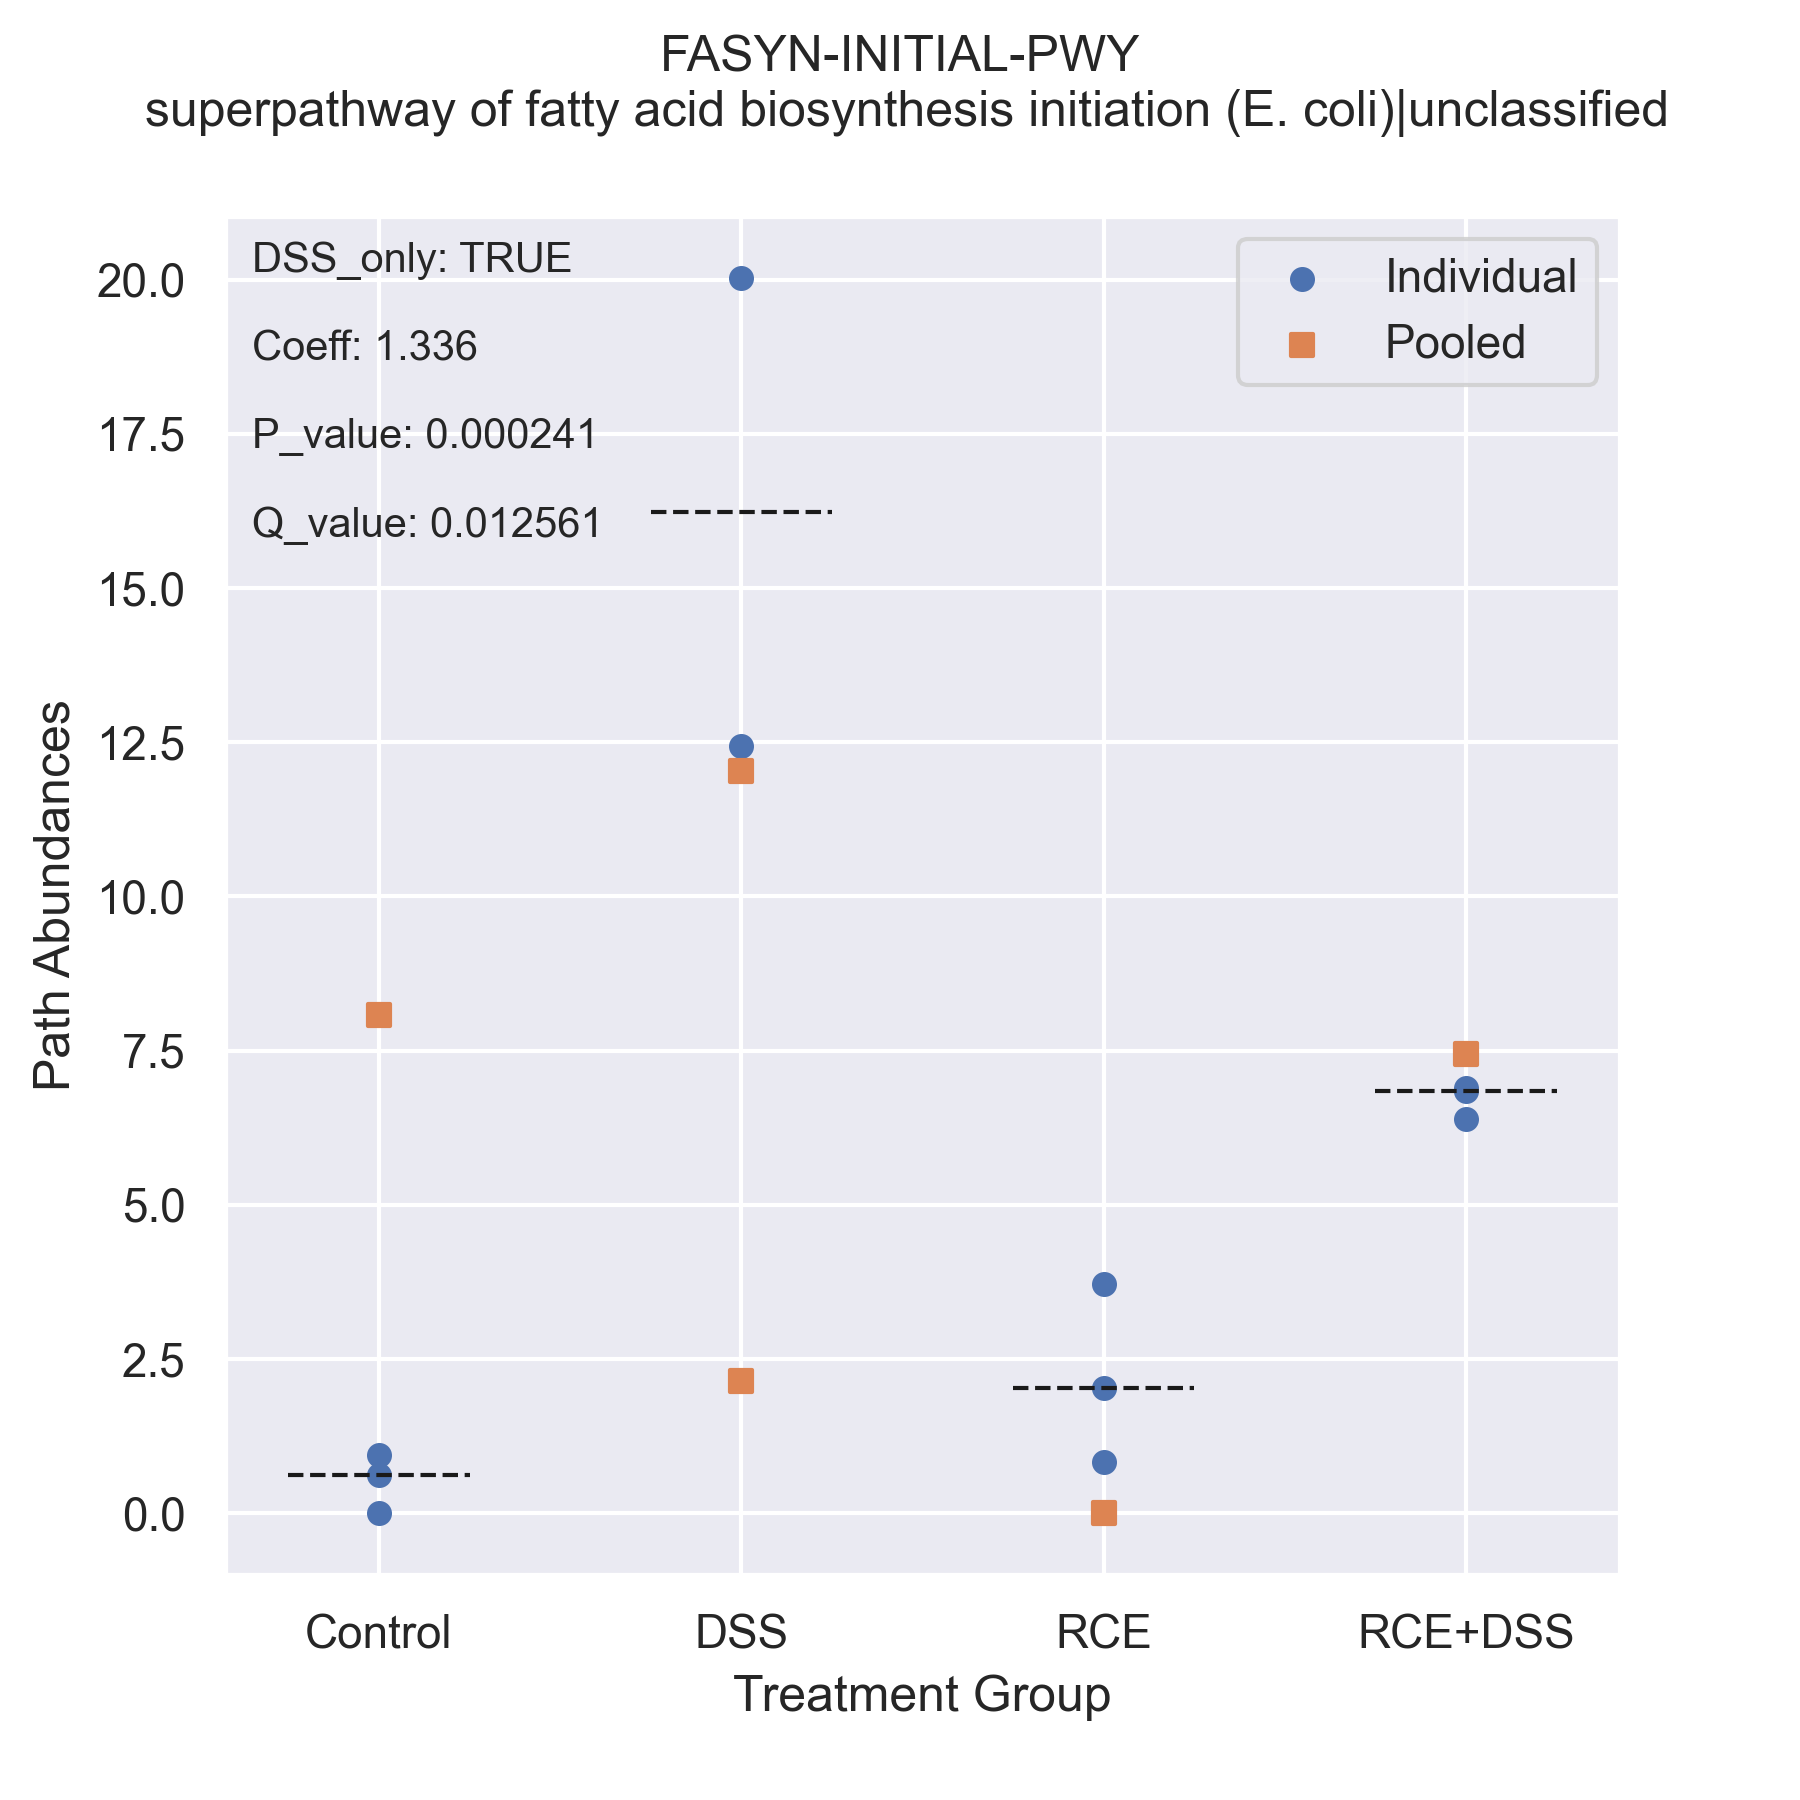 FASYN-INITIAL-PWY
superpathway of fatty acid biosynthesis initiation (E. coli)|unclassified
DSS_only: TRUE
Coeff: 1.336
P_value: 0.000241
Q_value: 0.012561
Individual
Pooled
20.0
17.5
15.0
12.5
10.0
7.5
5.0
2.5
0.0
Path Abundances
Control
DSS
RCE
RCE+DSS
Treatment Group